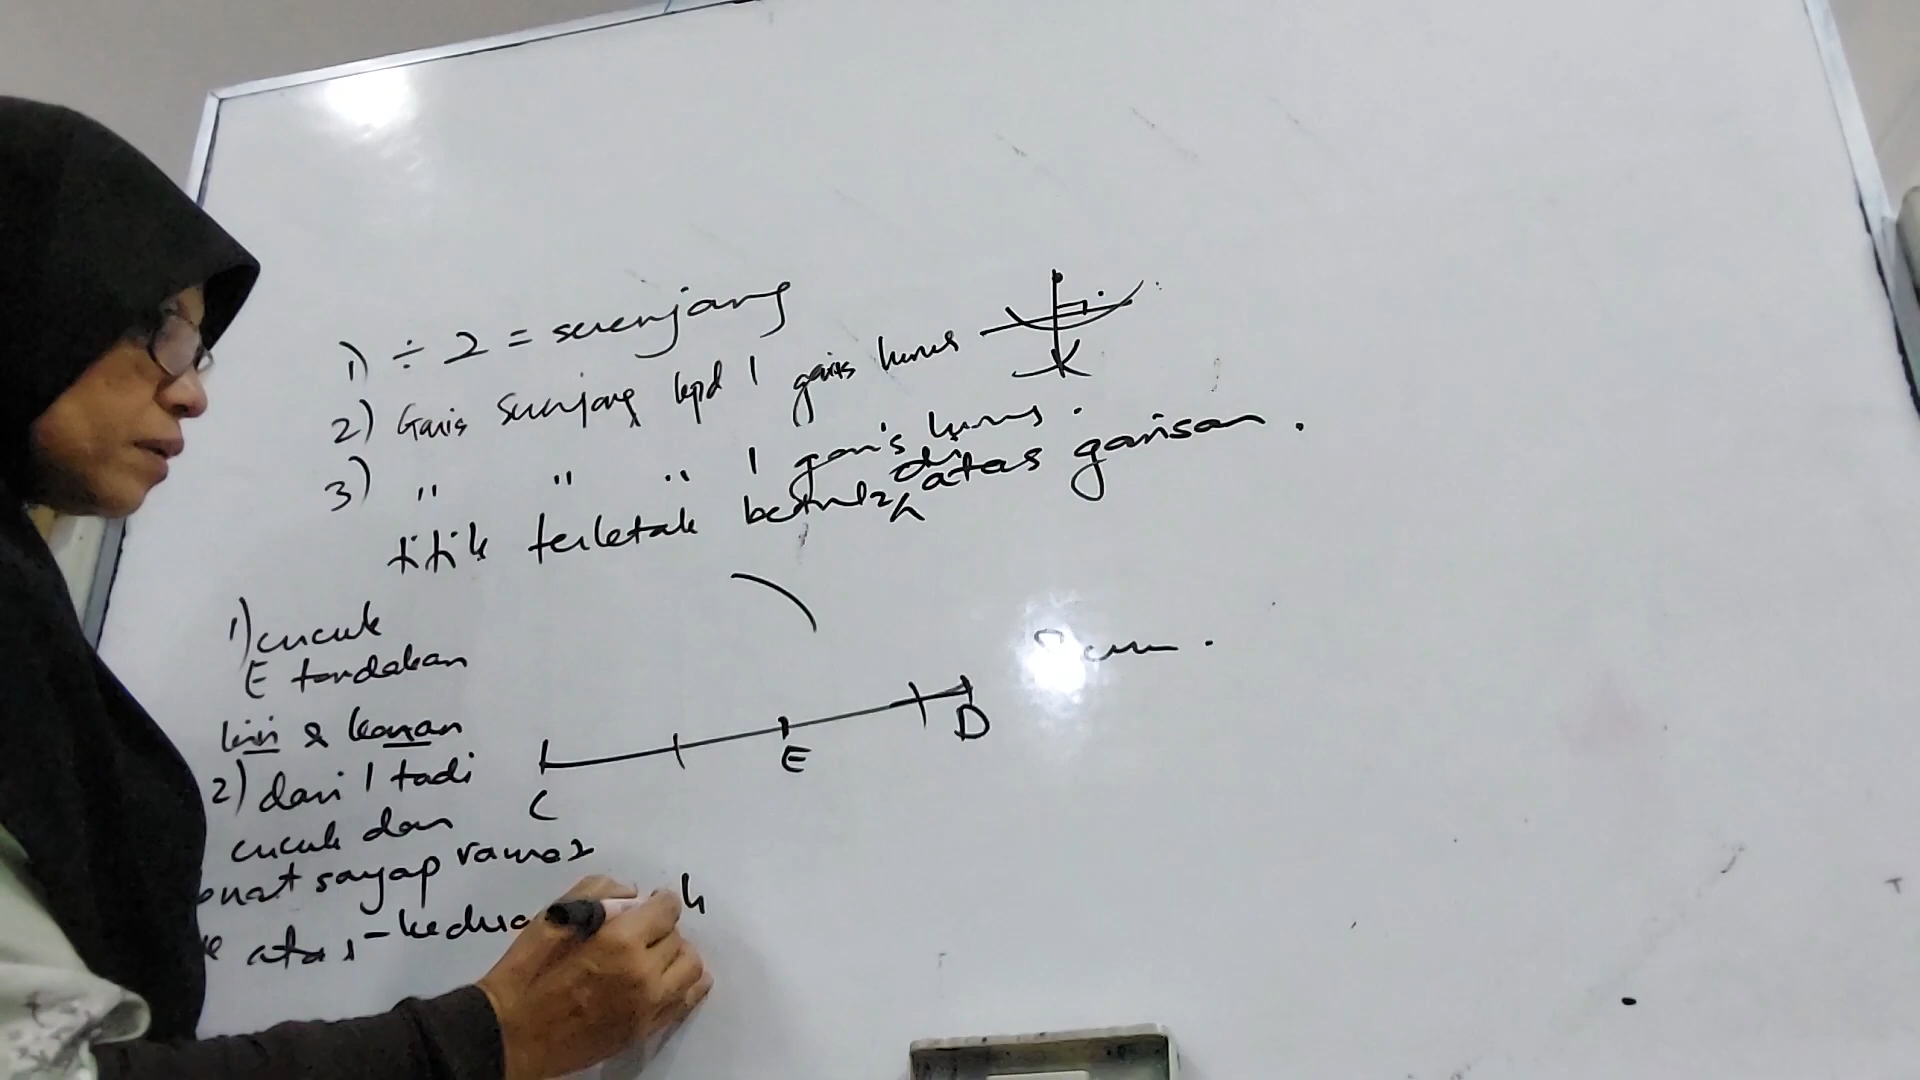 1) ÷ 2 = serenjang
2) Garis serenjang kpd 1 garis lurus
3) " " " 1 garis lurus.
titik terletak betul2 di atas garisan.
1) cucuk
E tandakan
kiri & kanan
2) dari 1 tadi
cucuk dan
buat sayap rama2
ke atas - kedua
C
E
D